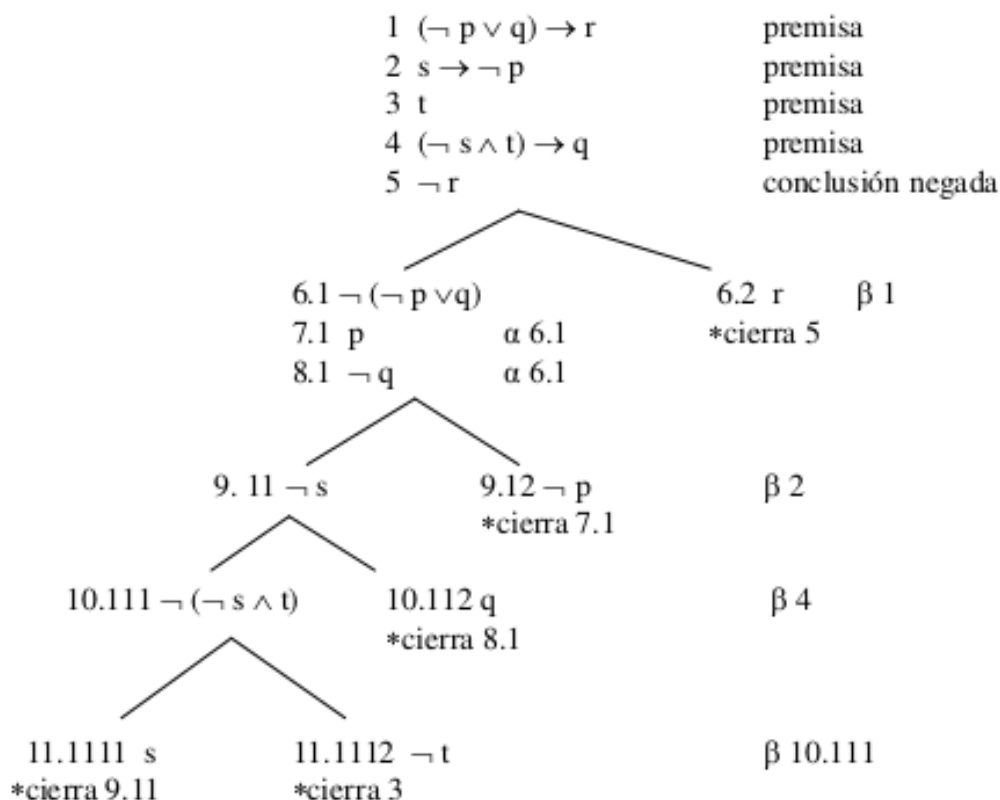 1 (¬ p ∨ q) → r premisa
2 s → ¬ p premisa
3 t premisa
4 (¬ s ∧ t) → q premisa
5 ¬ r conclusión negada
6.1 ¬ (¬ p ∨q) 6.2 r β 1
7.1 p α 6.1 *cierra 5
8.1 ¬ q α 6.1
9. 11 ¬ s 9.12 ¬ p β 2
*cierra 7.1
10.111 ¬ (¬ s ∧ t) 10.112 q β 4
*cierra 8.1
11.1111 s 11.1112 ¬ t β 10.111
*cierra 9.11 *cierra 3